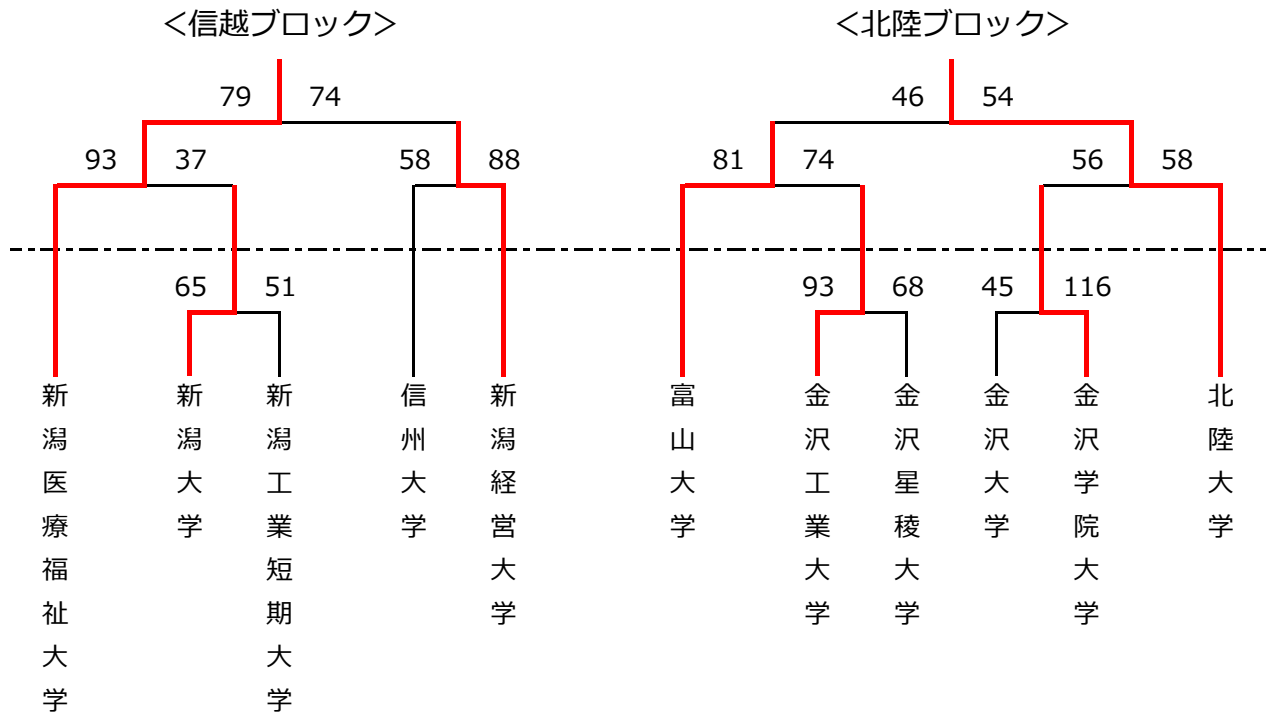 <信越ブロック>
<北陸ブロック>
79 74
46 54
93 37
58 88
81 74
56 58
65 51
93 68
45 116
新潟医療福祉大学
新潟大学
新潟工業短期大学
信州大学
新潟経営大学
富山大学
金沢工業大学
金沢星稜大学
金沢大学
金沢学院大学
北陸大学